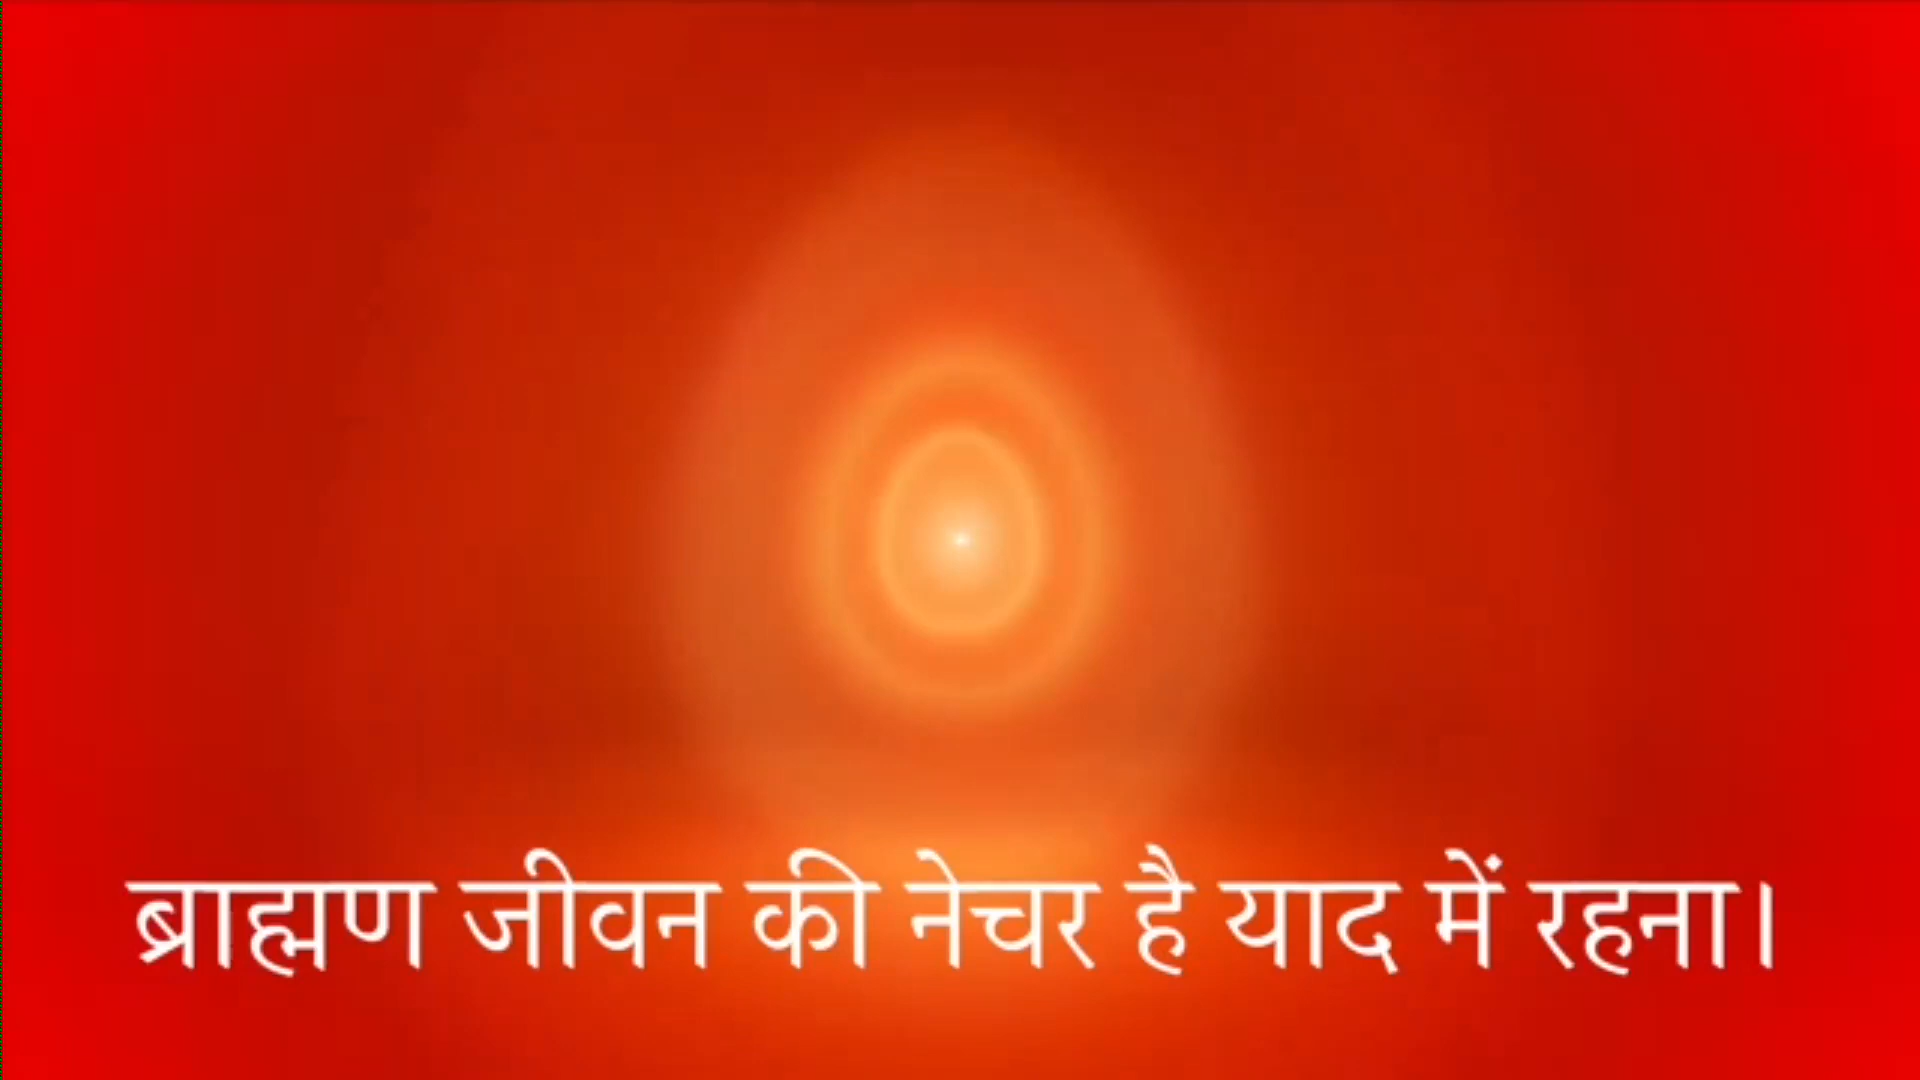 ब्राह्मण जीवन की नेचर है याद में रहना।